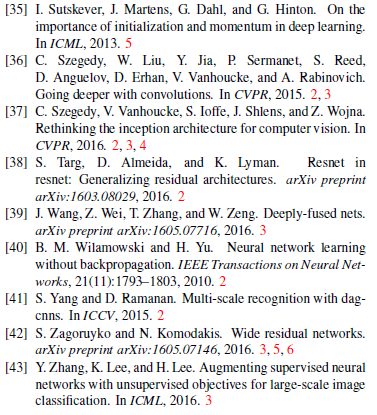 [35] I. Sutskever, J. Martens, G. Dahl, and G. Hinton. On the
importance of initialization and momentum in deep learning.
In ICML, 2013. 5
[36] C. Szegedy, W. Liu, Y. Jia, P. Sermanet, S. Reed,
D. Anguelov, D. Erhan, V. Vanhoucke, and A. Rabinovich.
Going deeper with convolutions. In CVPR, 2015. 2, 3
[37] C. Szegedy, V. Vanhoucke, S. Ioffe, J. Shlens, and Z. Wojna.
Rethinking the inception architecture for computer vision. In
CVPR, 2016. 2, 3, 4
[38] S. Targ, D. Almeida, and K. Lyman. Resnet in
resnet: Generalizing residual architectures. arXiv preprint
arXiv:1603.08029, 2016. 2
[39] J. Wang, Z. Wei, T. Zhang, and W. Zeng. Deeply-fused nets.
arXiv preprint arXiv:1605.07716, 2016. 3
[40] B. M. Wilamowski and H. Yu. Neural network learning
without backpropagation. IEEE Transactions on Neural Net-
works, 21(11):1793–1803, 2010. 2
[41] S. Yang and D. Ramanan. Multi-scale recognition with dag-
cnns. In ICCV, 2015. 2
[42] S. Zagoruyko and N. Komodakis. Wide residual networks.
arXiv preprint arXiv:1605.07146, 2016. 3, 5, 6
[43] Y. Zhang, K. Lee, and H. Lee. Augmenting supervised neural
networks with unsupervised objectives for large-scale image
classification. In ICML, 2016. 3